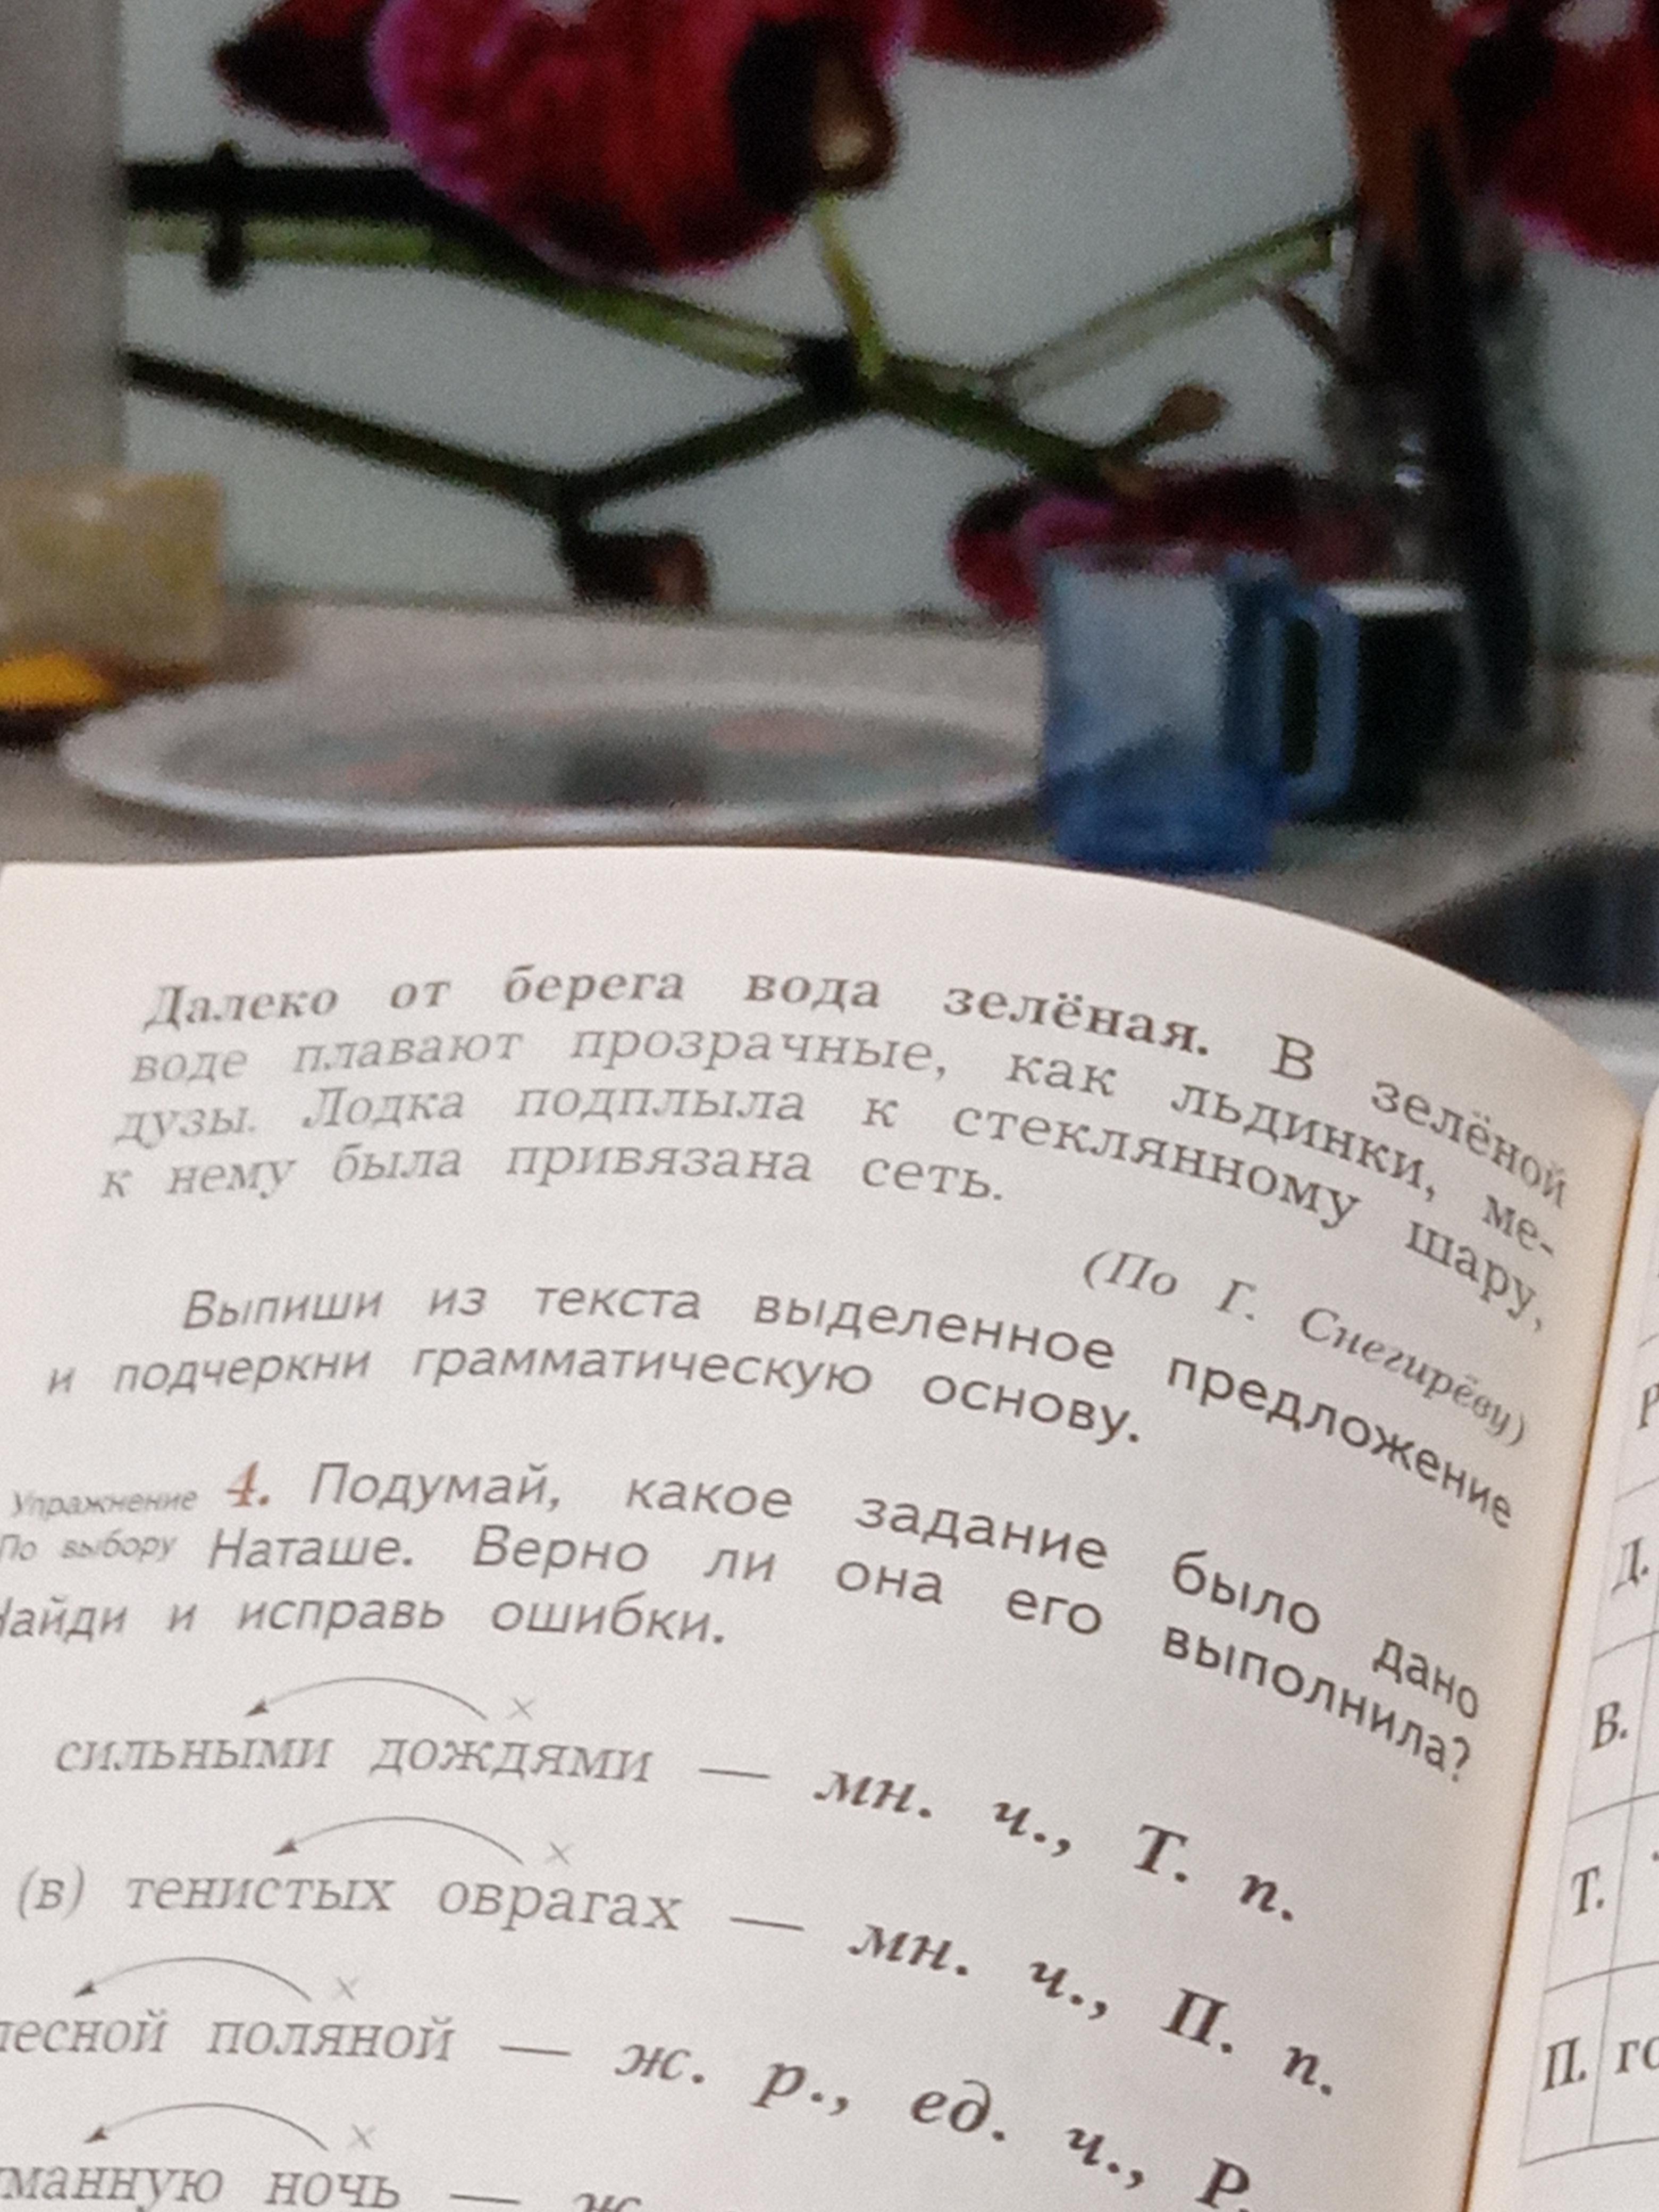 Далеко от берега вода зелёная. В зелёной
воде плавают прозрачные, как льдинки, ме-
дузы. Лодка подплыла к стеклянному шару,
к нему была привязана сеть.
(По Г. Снегирёву)
Выпиши из текста выделенное предложение
и подчеркни грамматическую основу.
Упражнение 4. Подумай, какое задание было дано
По выбору Наташе. Верно ли она его выполнила?
Найди и исправь ошибки.
×
сильными дождями — мн. ч., Т. п.
×
(в) тенистых оврагах — мн. ч., П. п.
×
лесной поляной — ж. р., ед. ч., Р.
×
ночь — ж.
Д.
В.
Т.
П.